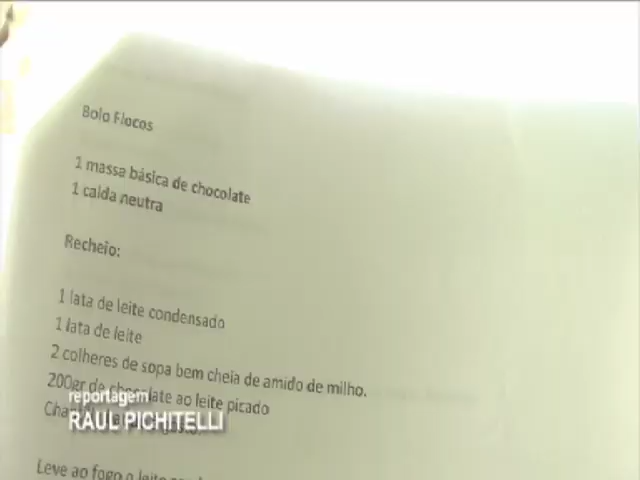 Bolo Flocos
1 massa básica de chocolate
1 calda neutra
Recheio:
1 lata de leite condensado
1 lata de leite
2 colheres de sopa bem cheia de amido de milho.
200gr de chocolate ao leite picado
reportagem
RAUL PICHITELLI
Leve ao fogo o leite